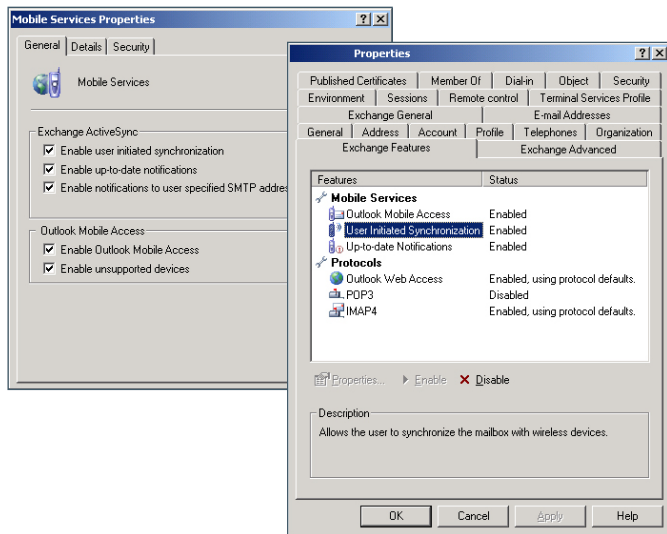 Mobile Services Properties
General Details Security
Mobile Services
Exchange ActiveSync
Enable user initiated synchronization
Enable up-to-date notifications
Enable notifications to user specified SMTP
Outlook Mobile Access
Enable Outlook Mobile Access
Enable unsupported devices
Properties
Published Certificates Member Of Dial-in Object Security
Environment Sessions Remote control Terminal Services Profile
Exchange General E-mail Addresses
General Address Account Profile Telephones Organization
Exchange Features Exchange Advanced
Features Status
Mobile Services
Outlook Mobile Access Enabled
User Initiated Synchronization Enabled
Up-to-date Notifications Enabled
Protocols
Outlook Web Access Enabled, using protocol defaults.
POP3 Disabled
IMAP4 Enabled, using protocol defaults.
Properties... Enable Disable
Description
Allows the user to synchronize the mailbox with wireless devices.
OK Cancel Apply Help